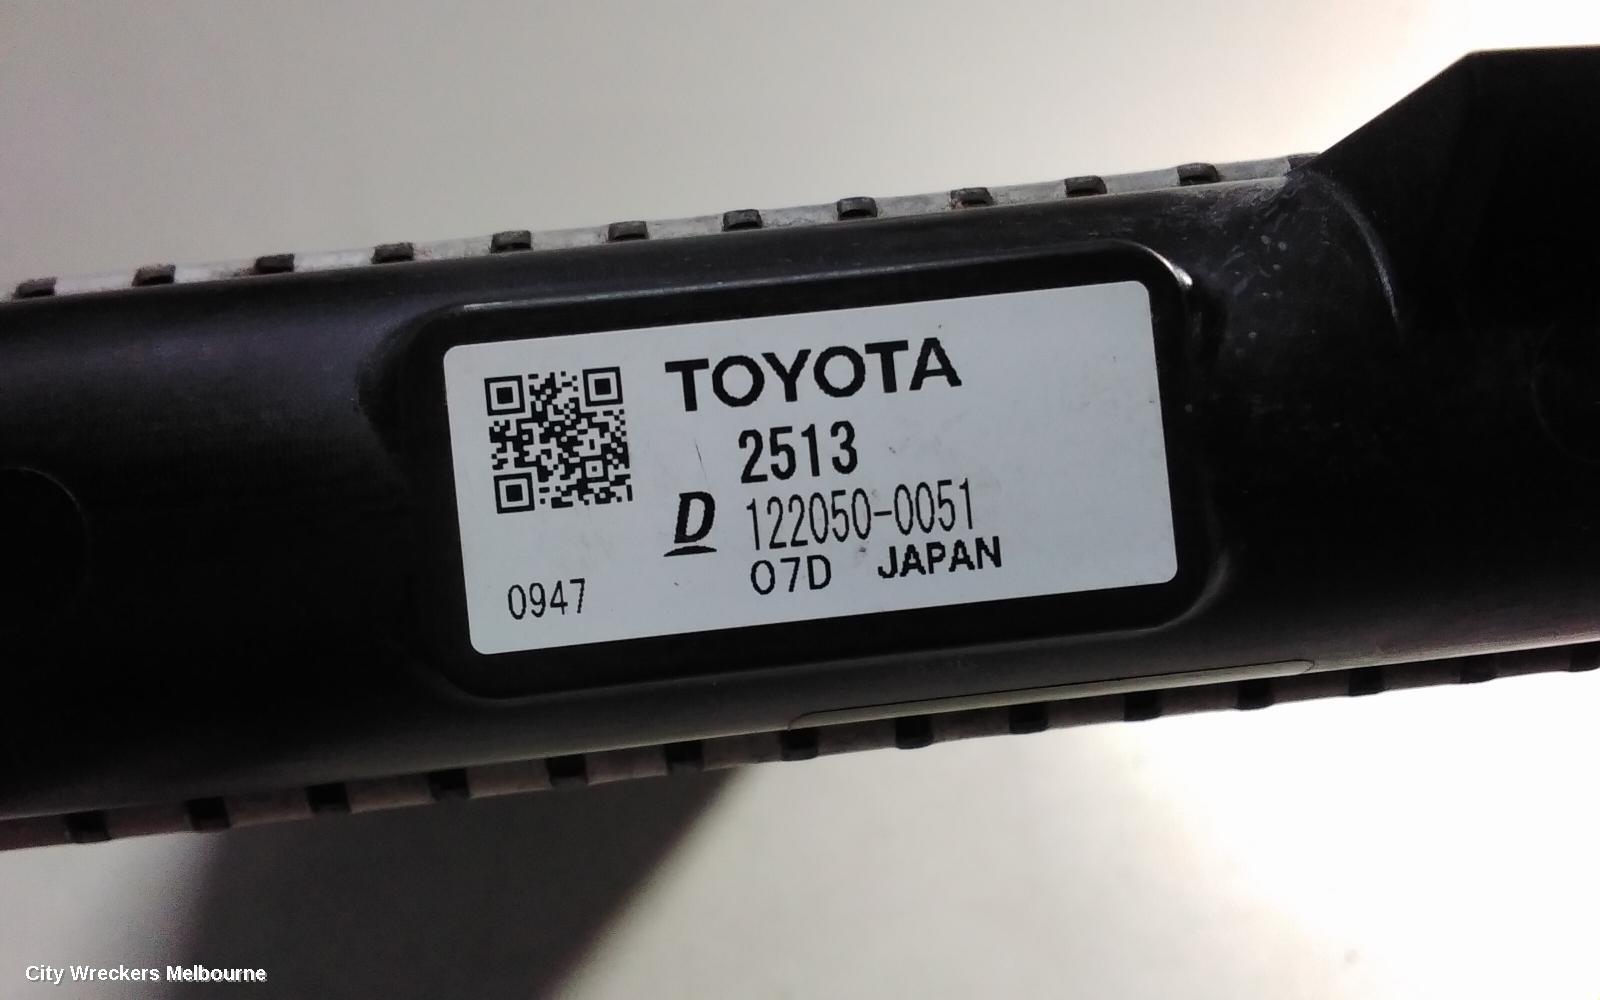 TOYOTA
2513
D 122050-0051
07D JAPAN
0947
City Wreckers Melbourne